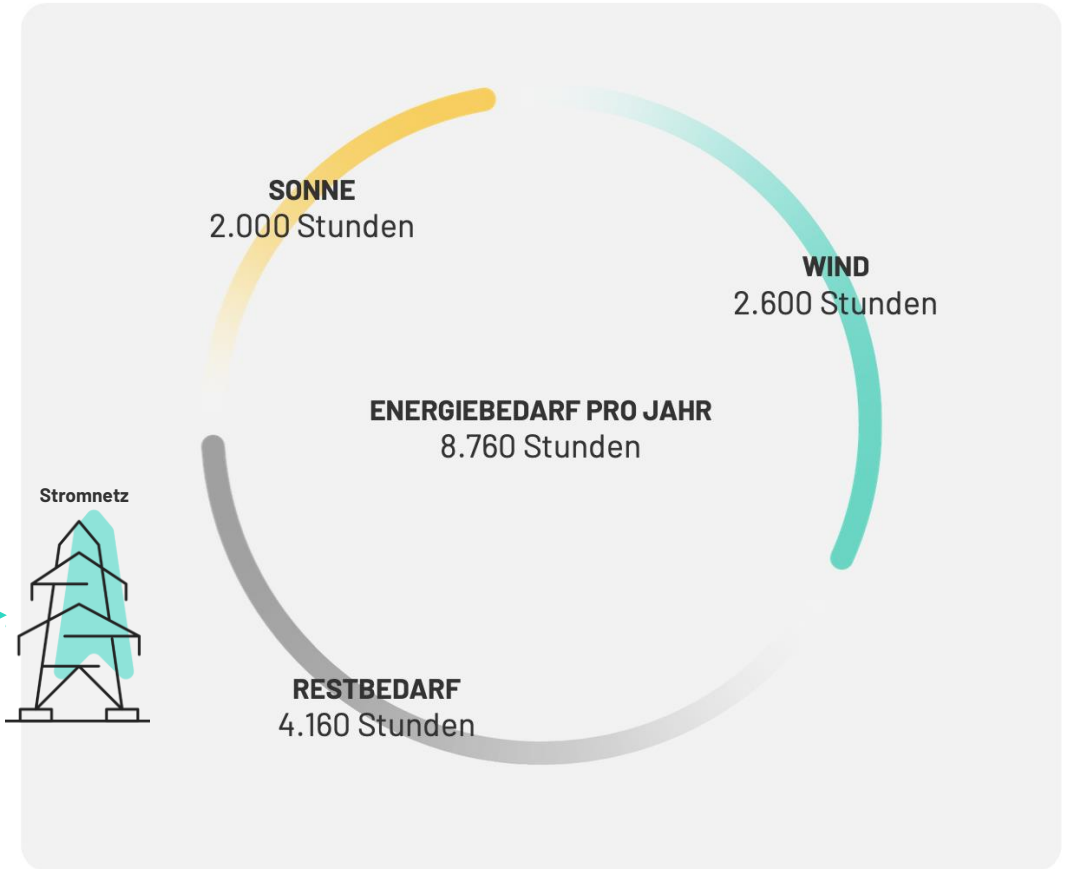 SONNE
2.000 Stunden
WIND
2.600 Stunden
ENERGIEBEDARF PRO JAHR
8.760 Stunden
Stromnetz
RESTBEDARF
4.160 Stunden